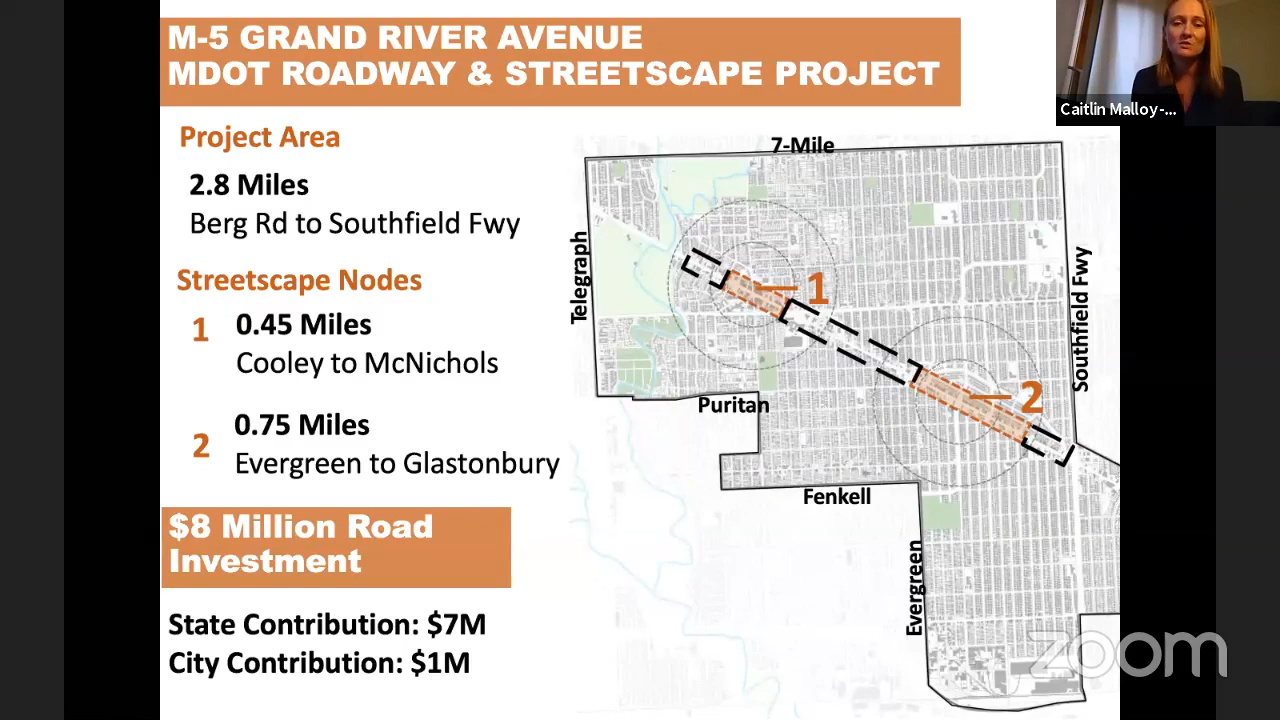 M-5 GRAND RIVER AVENUE
MDOT ROADWAY & STREETSCAPE PROJECT
Caitlin Malloy-...
Project Area
2.8 Miles
Berg Rd to Southfield Fwy
Streetscape Nodes
1
0.45 Miles
Cooley to McNichols
2
0.75 Miles
Evergreen to Glastonbury
$8 Million Road
Investment
State Contribution: $7M
City Contribution: $1M
7-Mile
Telegraph
1
Southfield Fwy
2
Puritan
Fenkell
Evergreen
zoom